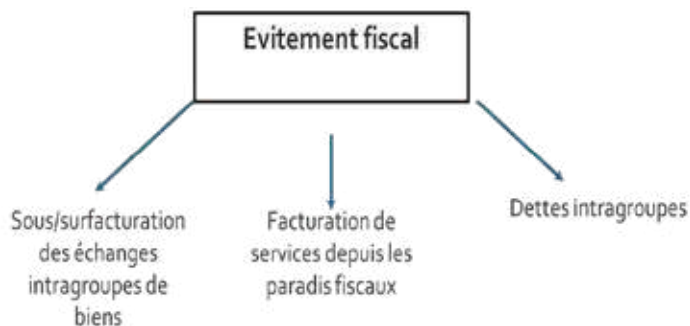 Evitement fiscal
Sous/surfacturation
des échanges
intragroupes de
biens
Facturation de
services depuis les
paradis fiscaux
Dettes intragroupes